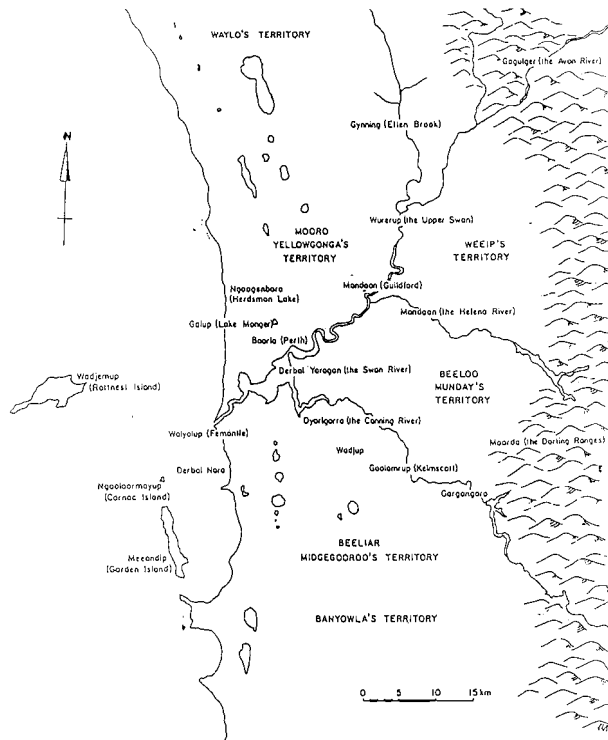 WAYLO'S TERRITORY
Gogulger (the Avon River)
Gynning (Ellen Brook)
N
Wurerup (the Upper Swan)
MOORO
YELLOWGONGA'S
TERRITORY
WEEIP'S
TERRITORY
Ngoogenboro
(Herdsman Lake)
Mandoon (Guildford)
Galup (Lake Monger)
Mandoon (the Helena River)
Boorlo (Perth)
Derbal Yaragan (the Swan River)
Wadjemup
(Rottnest Island)
BEELOO
MUNDAY'S
TERRITORY
Walyalup (Femantle)
Dyarlgarra (the Canning River)
Wadjup
Moorda (the Darling Ranges)
Derbal Nara
Goolamrup (Kelmscott)
Ngooloormayup
(Carnac Island)
Gargangara
BEELIAR
MIDGEGOOROO'S TERRITORY
Meeandip
(Garden Island)
BANYOWLA'S TERRITORY
0 5 10 15 km